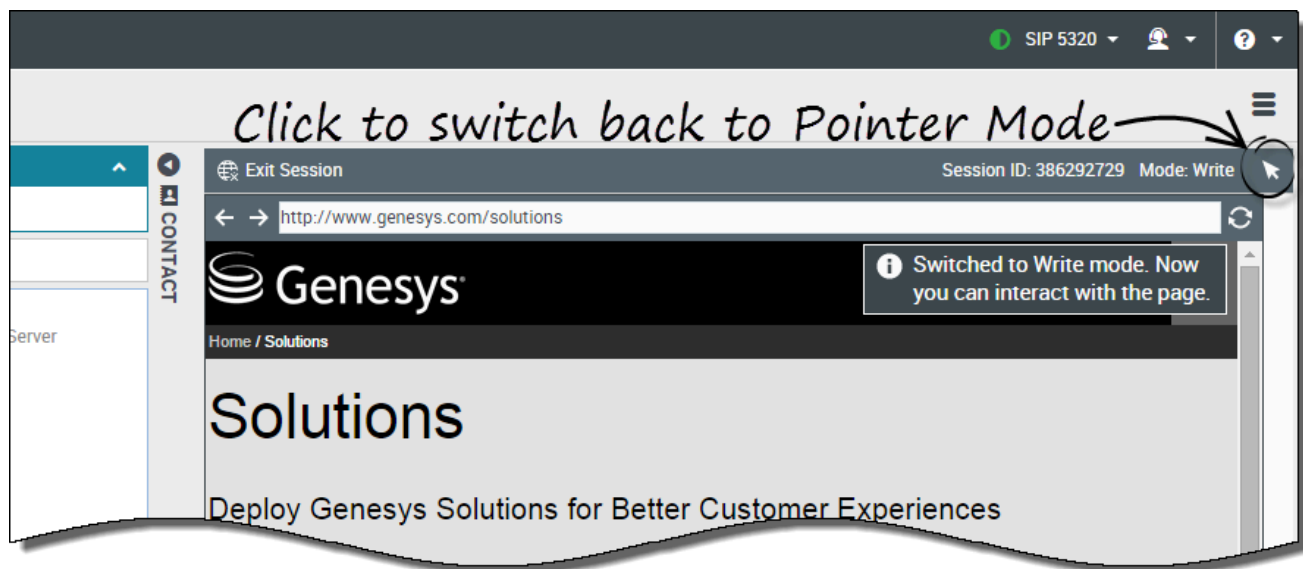 SIP 5320
Click to switch back to Pointer Mode
Exit Session
Session ID: 386292729 Mode: Write
CONTACT
http://www.genesys.com/solutions
Genesys
Switched to Write mode. Now
you can interact with the page.
Server
Home / Solutions
Solutions
Deploy Genesys Solutions for Better Customer Experiences